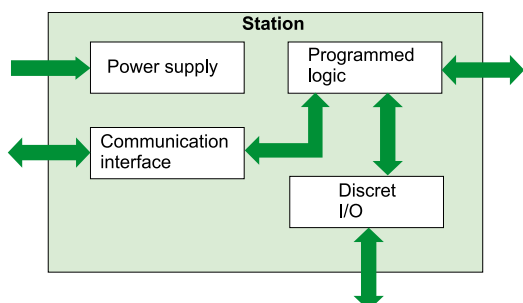 Station
Power supply
Programmed
logic
Communication
interface
Discret
I/O